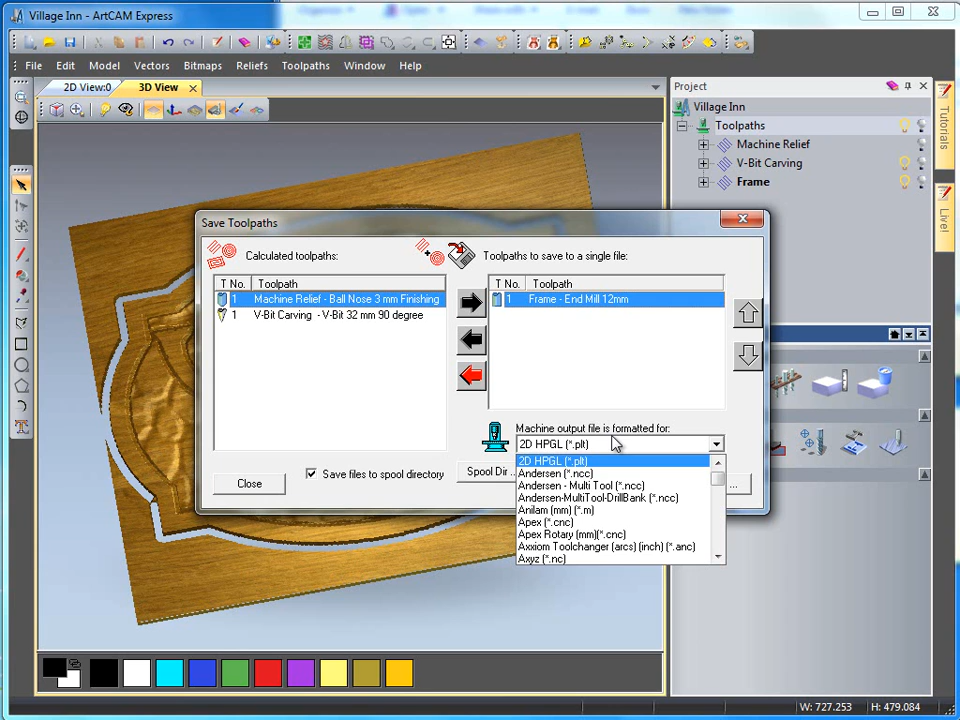 Village Inn - ArtCAM Express
File Edit Model Vectors Bitmaps Reliefs Toolpaths Window Help
2D View:0 3D View
Project
Village Inn
Toolpaths
Machine Relief
V-Bit Carving
Frame
Tutorials
Live!
Save Toolpaths
Calculated toolpaths:
T No. Toolpath
1 Machine Relief - Ball Nose 3 mm Finishing
1 V-Bit Carving - V-Bit 32 mm 90 degree
Toolpaths to save to a single file:
T No. Toolpath
1 Frame - End Mill 12mm
Machine output file is formatted for:
2D HPGL (*.plt)
2D HPGL (*.plt)
Andersen (*.ncc)
Andersen - Multi Tool (*.ncc)
Andersen-MultiTool-DrillBank (*.ncc)
Anilam (mm) (*.m)
Apex (*.cnc)
Apex Rotary (mm)(*.cnc)
Axxiom Toolchanger (arcs) (inch) (*.anc)
Axyz (*.nc)
Save files to spool directory
Spool Dir ...
Close
...
W: 727.253 H: 479.084